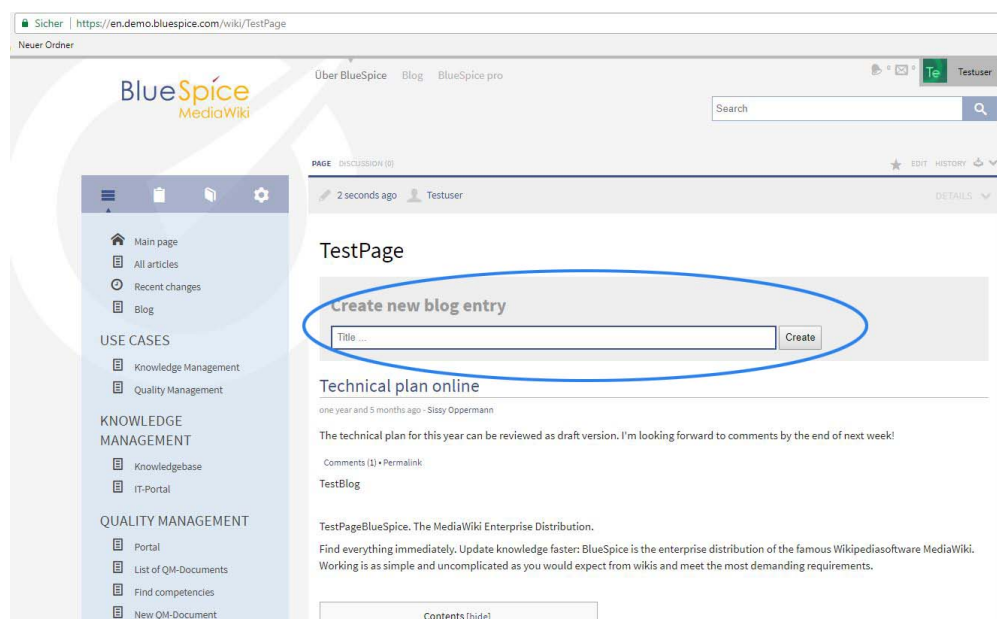 Sicher | https://en.demo.bluespice.com/wiki/TestPage
Neuer Ordner
BlueSpice
MediaWiki
Über BlueSpice Blog BlueSpice pro
Te Testuser
Search
PAGE DISCUSSION (0) EDIT HISTORY
2 seconds ago Testuser DETAILS
Main page
All articles
Recent changes
Blog
USE CASES
Knowledge Management
Quality Management
KNOWLEDGE
MANAGEMENT
Knowledgebase
IT-Portal
QUALITY MANAGEMENT
Portal
List of QM-Documents
Find competencies
New QM-Document
TestPage
Create new blog entry
Title ... Create
Technical plan online
one year and 5 months ago - Sissy Oppermann
The technical plan for this year can be reviewed as draft version. I'm looking forward to comments by the end of next week!
Comments (1) • Permalink
TestBlog
TestPageBlueSpice. The MediaWiki Enterprise Distribution.
Find everything immediately. Update knowledge faster: BlueSpice is the enterprise distribution of the famous Wikipediasoftware MediaWiki.
Working is as simple and uncomplicated as you would expect from wikis and meet the most demanding requirements.
Contents [hide]